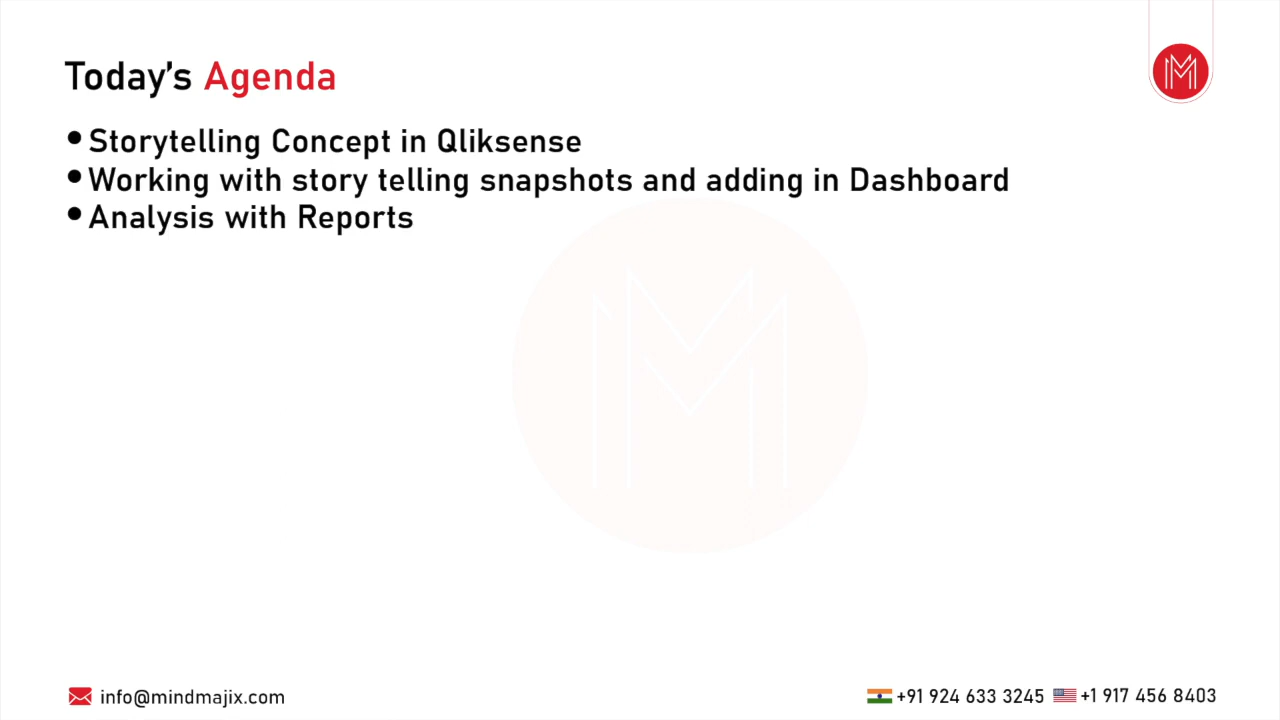 Today's Agenda
• Storytelling Concept in Qliksense
• Working with story telling snapshots and adding in Dashboard
• Analysis with Reports
info@mindmajix.com
+91 924 633 3245
+1 917 456 8403